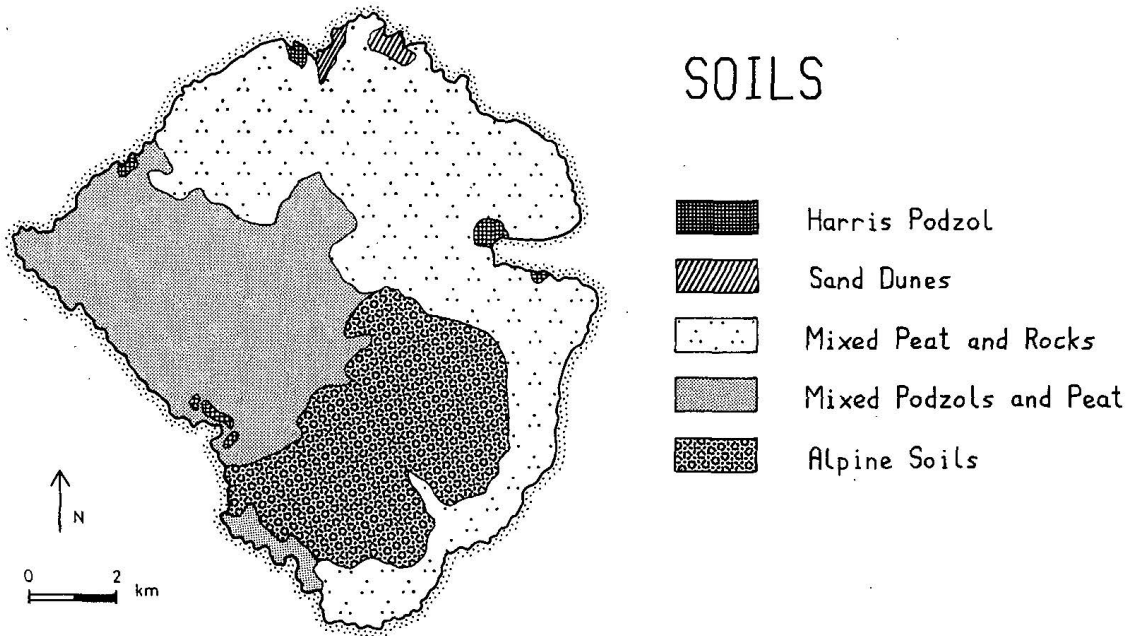 SOILS
Harris Podzol
Sand Dunes
Mixed Peat and Rocks
Mixed Podzols and Peat
Alpine Soils
N
0 2
km